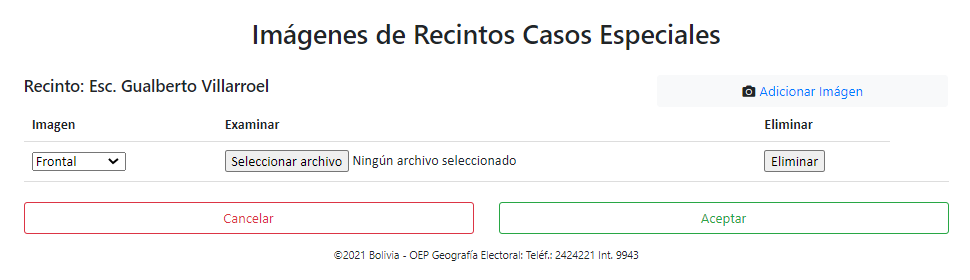 Imágenes de Recintos Casos Especiales
Recinto: Esc. Gualberto Villarroel
Adicionar Imágen
Imagen Examinar Eliminar
Frontal Seleccionar archivo Ningún archivo seleccionado Eliminar
Cancelar Aceptar
©2021 Bolivia - OEP Geografía Electoral: Teléf.: 2424221 Int. 9943